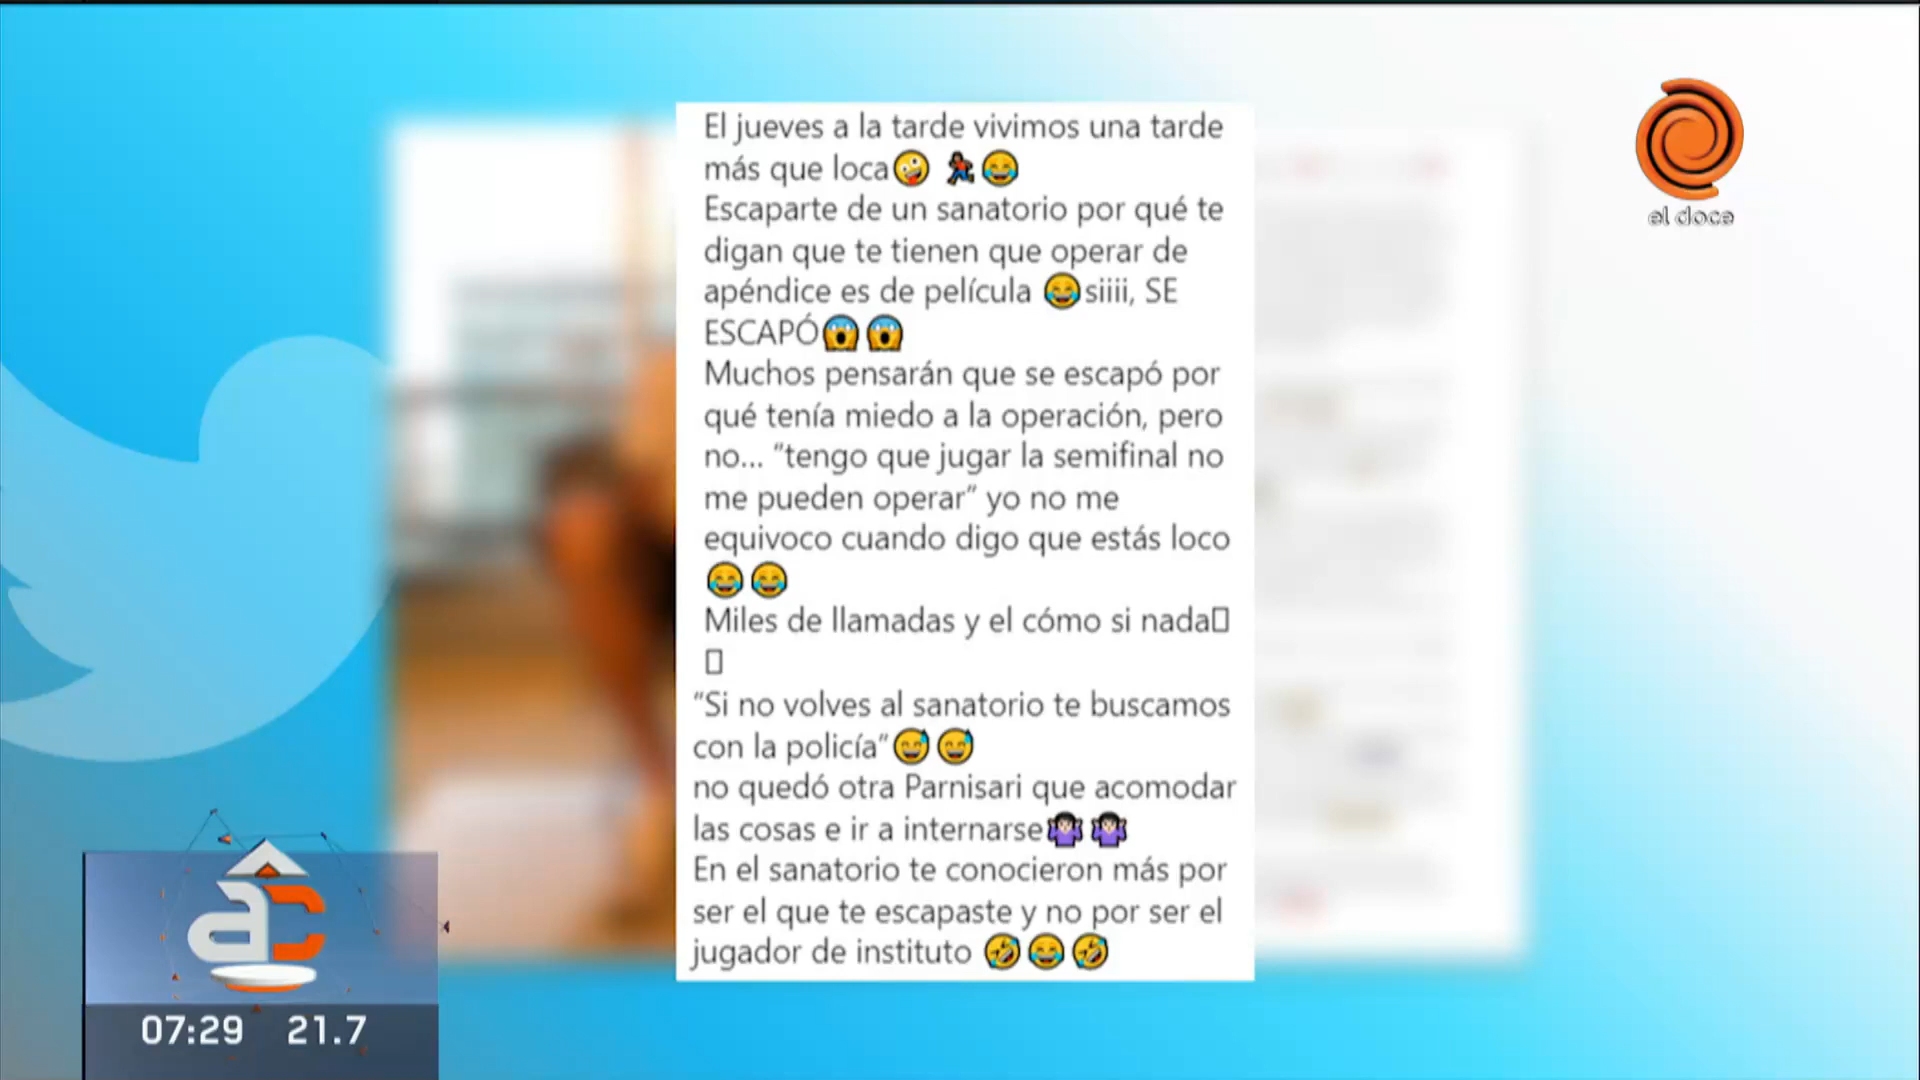 El jueves a la tarde vivimos una tarde
más que loca🤪 🏃🏾‍♂️😂
Escaparte de un sanatorio por qué te
digan que te tienen que operar de
apéndice es de película 😂siiii, SE
ESCAPÓ😱😱
Muchos pensarán que se escapó por
qué tenía miedo a la operación, pero
no... “tengo que jugar la semifinal no
me pueden operar” yo no me
equivoco cuando digo que estás loco
😂😂
Miles de llamadas y el cómo si nada
“Si no volves al sanatorio te buscamos
con la policía”😅😅
no quedó otra Parnisari que acomodar
las cosas e ir a internarse🤷🏻‍♀️🤷🏻‍♀️
En el sanatorio te conocieron más por
ser el que te escapaste y no por ser el
jugador de instituto 🤣😂🤣
el doce
ac
07:29 21.7